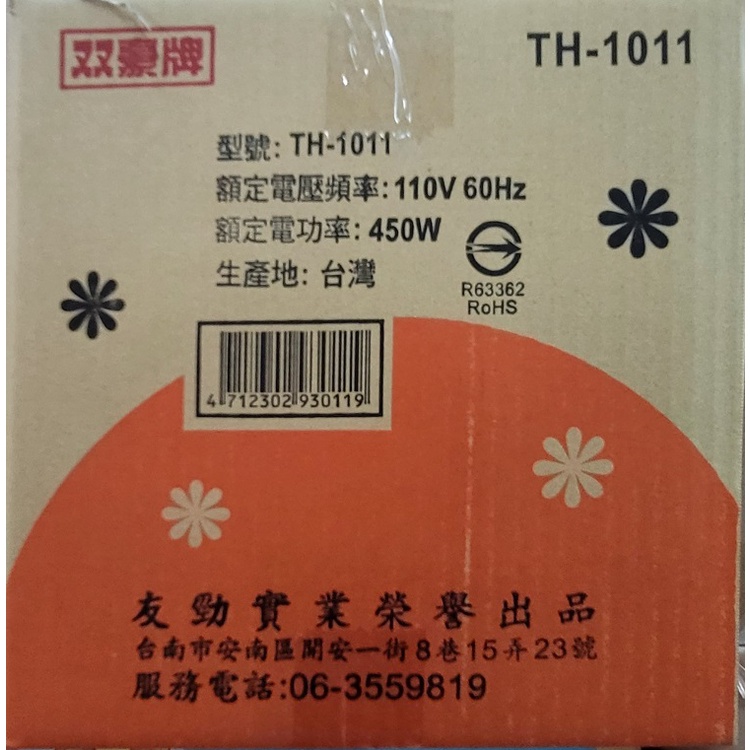 双豪牌
TH-1011
型號: TH-1011
額定電壓頻率: 110V 60Hz
額定電功率: 450W
生產地: 台灣
R63362
RoHS
4 712302 930119
友勁實業榮譽出品
台南市安南區開安一街8巷15弄23號
服務電話:06-3559819